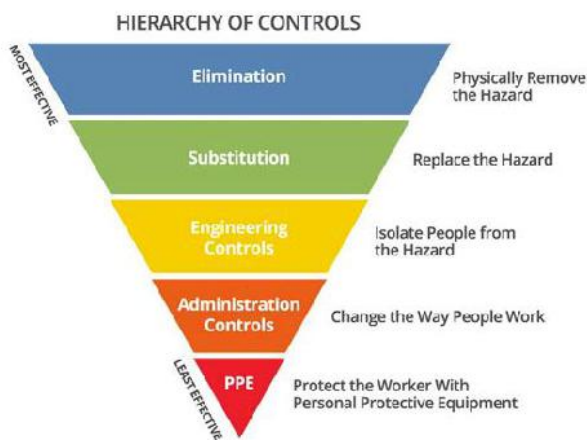 HIERARCHY OF CONTROLS
MOST EFFECTIVE
Elimination
Physically Remove
the Hazard
Substitution
Replace the Hazard
Engineering
Controls
Isolate People from
the Hazard
Administration
Controls
Change the Way People Work
LEAST EFFECTIVE
PPE
Protect the Worker With
Personal Protective Equipment